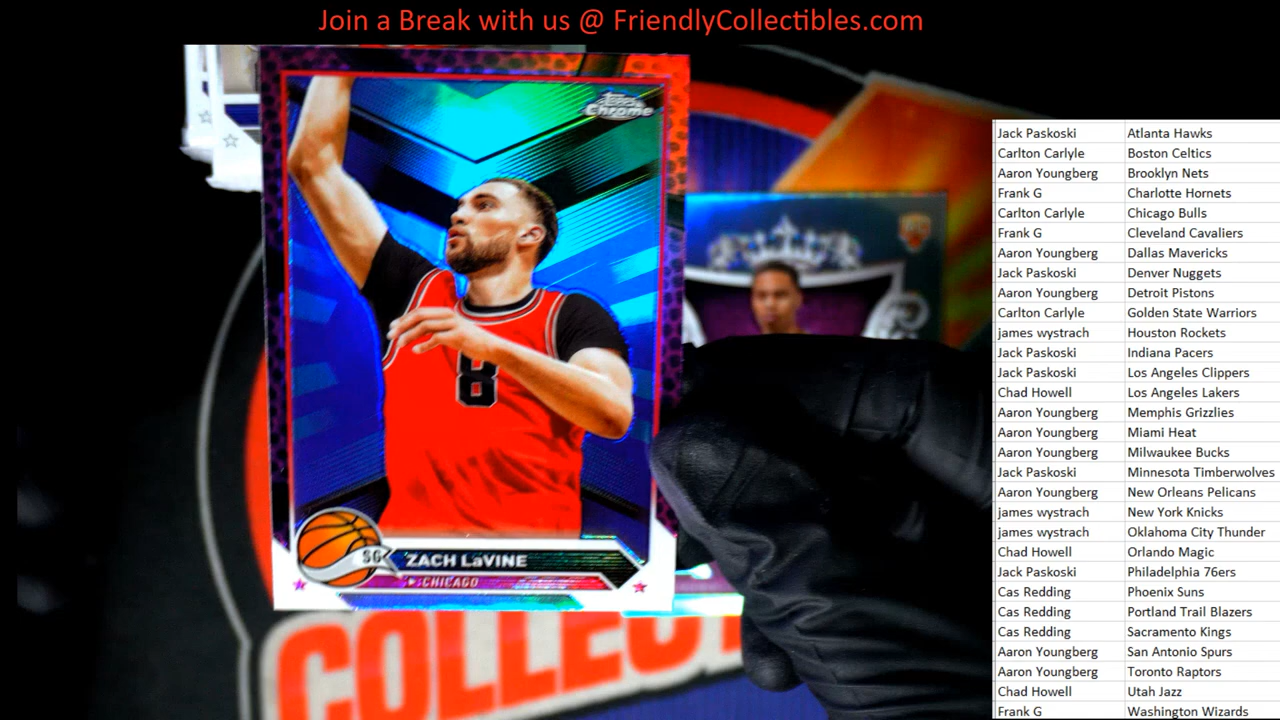 Join a Break with us @ FriendlyCollectibles.com
Topps
Chrome
8
SG
ZACH LaVINE
CHICAGO
COLLECT
Jack Paskoski Atlanta Hawks
Carlton Carlyle Boston Celtics
Aaron Youngberg Brooklyn Nets
Frank G Charlotte Hornets
Carlton Carlyle Chicago Bulls
Frank G Cleveland Cavaliers
Aaron Youngberg Dallas Mavericks
Jack Paskoski Denver Nuggets
Aaron Youngberg Detroit Pistons
Carlton Carlyle Golden State Warriors
james wystrach Houston Rockets
Jack Paskoski Indiana Pacers
Jack Paskoski Los Angeles Clippers
Chad Howell Los Angeles Lakers
Aaron Youngberg Memphis Grizzlies
Aaron Youngberg Miami Heat
Aaron Youngberg Milwaukee Bucks
Jack Paskoski Minnesota Timberwolves
Aaron Youngberg New Orleans Pelicans
james wystrach New York Knicks
james wystrach Oklahoma City Thunder
Chad Howell Orlando Magic
Jack Paskoski Philadelphia 76ers
Cas Redding Phoenix Suns
Cas Redding Portland Trail Blazers
Cas Redding Sacramento Kings
Aaron Youngberg San Antonio Spurs
Aaron Youngberg Toronto Raptors
Chad Howell Utah Jazz
Frank G Washington Wizards